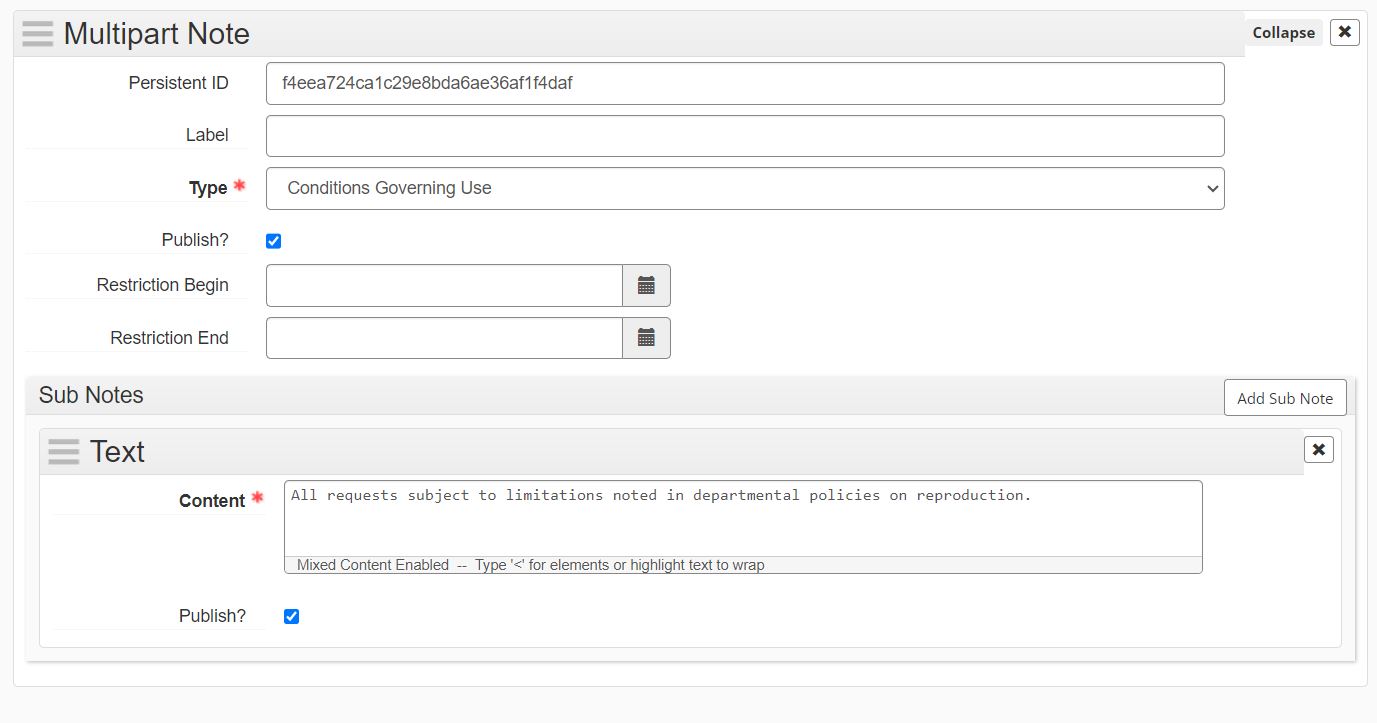 Multipart Note
Collapse
Persistent ID
f4eea724ca1c29e8bda6ae36af1f4daf
Label
Type *
Conditions Governing Use
Publish?
Restriction Begin
Restriction End
Sub Notes
Add Sub Note
Text
Content *
All requests subject to limitations noted in departmental policies on reproduction.
Mixed Content Enabled -- Type '<' for elements or highlight text to wrap
Publish?